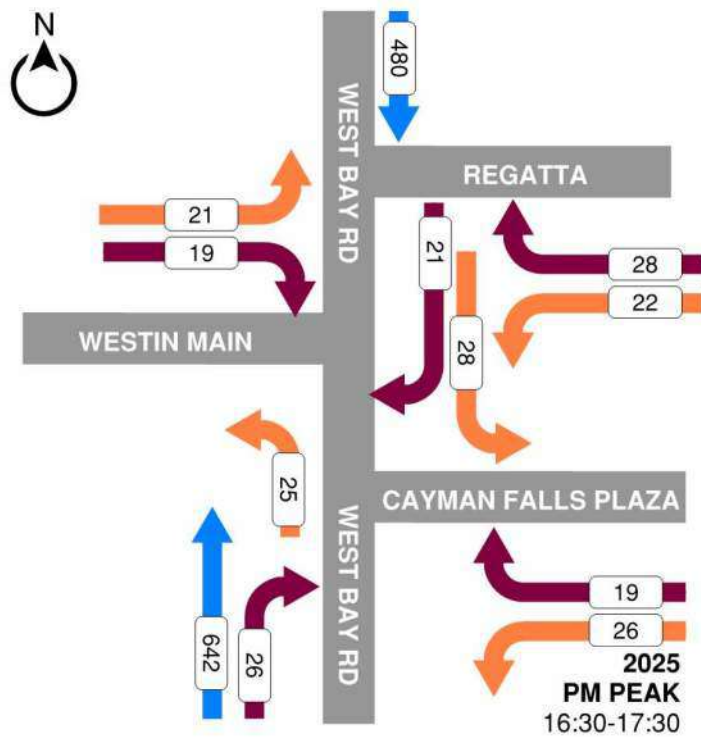 N
480
WEST BAY RD
REGATTA
21
19
21
28
28
22
WESTIN MAIN
25
CAYMAN FALLS PLAZA
WEST BAY RD
642
26
19
26
2025
PM PEAK
16:30-17:30